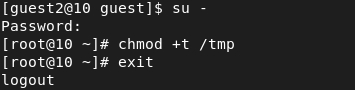 [guest2@10 guest]$ su -
Password:
[root@10 ~]# chmod +t /tmp
[root@10 ~]# exit
logout